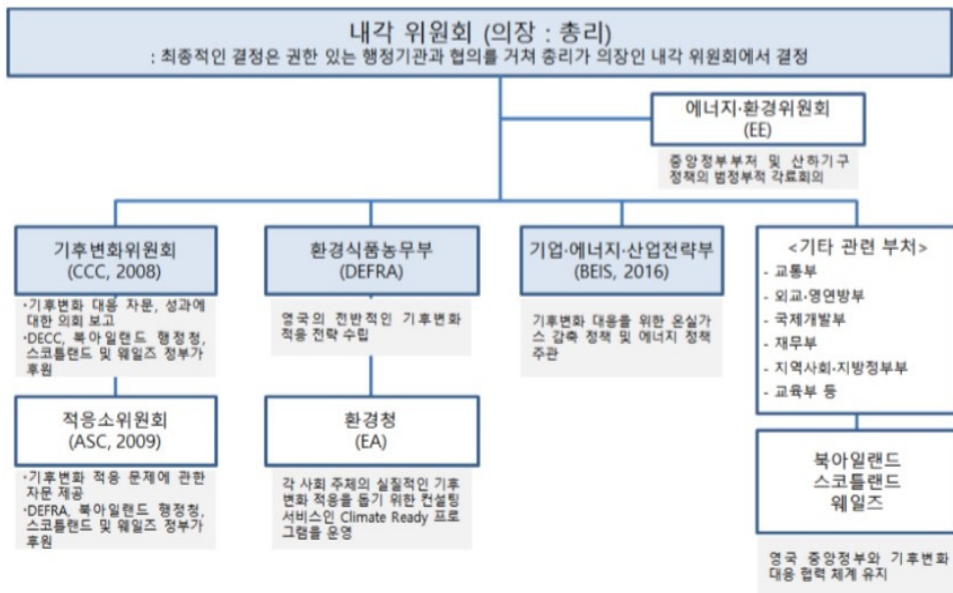 내각 위원회 (의장 : 총리)
: 최종적인 결정은 권한 있는 행정기관과 협의를 거쳐 총리가 의장인 내각 위원회에서 결정
에너지·환경위원회
(EE)
중앙정부부처 및 산하기구
정책의 범정부적 각료회의
기후변화위원회
(CCC, 2008)
·기후변화 대응 자문, 성과에
대한 의회 보고
·DECC, 북아일랜드 행정청,
스코틀랜드 및 웨일즈 정부가
후원
적응소위원회
(ASC, 2009)
·기후변화 적응 문제에 관한
자문 제공
·DEFRA, 북아일랜드 행정청,
스코틀랜드 및 웨일즈 정부가
후원
환경식품농무부
(DEFRA)
영국의 전반적인 기후변화
적응 전략 수립
환경청
(EA)
각 사회 주체의 실질적인 기후
변화 적응을 돕기 위한 컨설팅
서비스인 Climate Ready 프로
그램을 운영
기업·에너지·산업전략부
(BEIS, 2016)
기후변화 대응을 위한 온실가
스 감축 정책 및 에너지 정책
주관
<기타 관련 부처>
- 교통부
- 외교·영연방부
- 국제개발부
- 재무부
- 지역사회·지방정부부
- 교육부 등
북아일랜드
스코틀랜드
웨일즈
영국 중앙정부와 기후변화
대응 협력 체계 유지